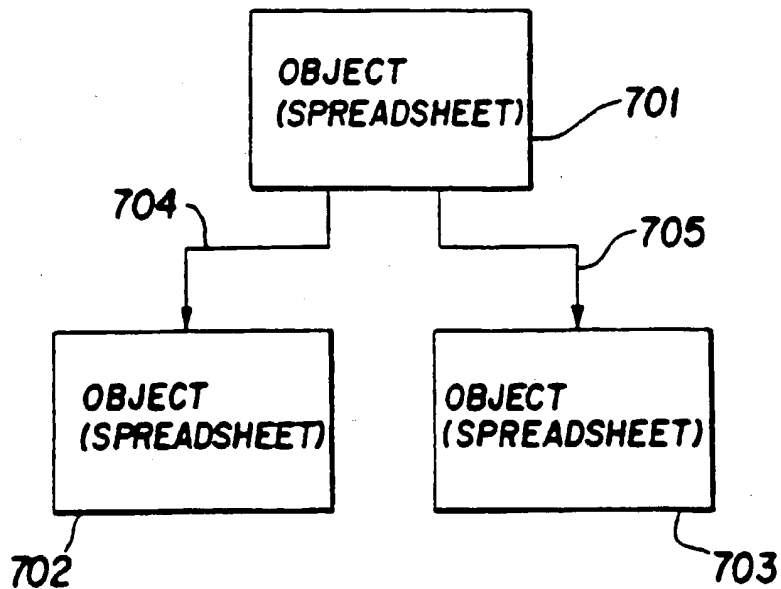 OBJECT
(SPREADSHEET)
701
704
705
OBJECT
(SPREADSHEET)
OBJECT
(SPREADSHEET)
702
703